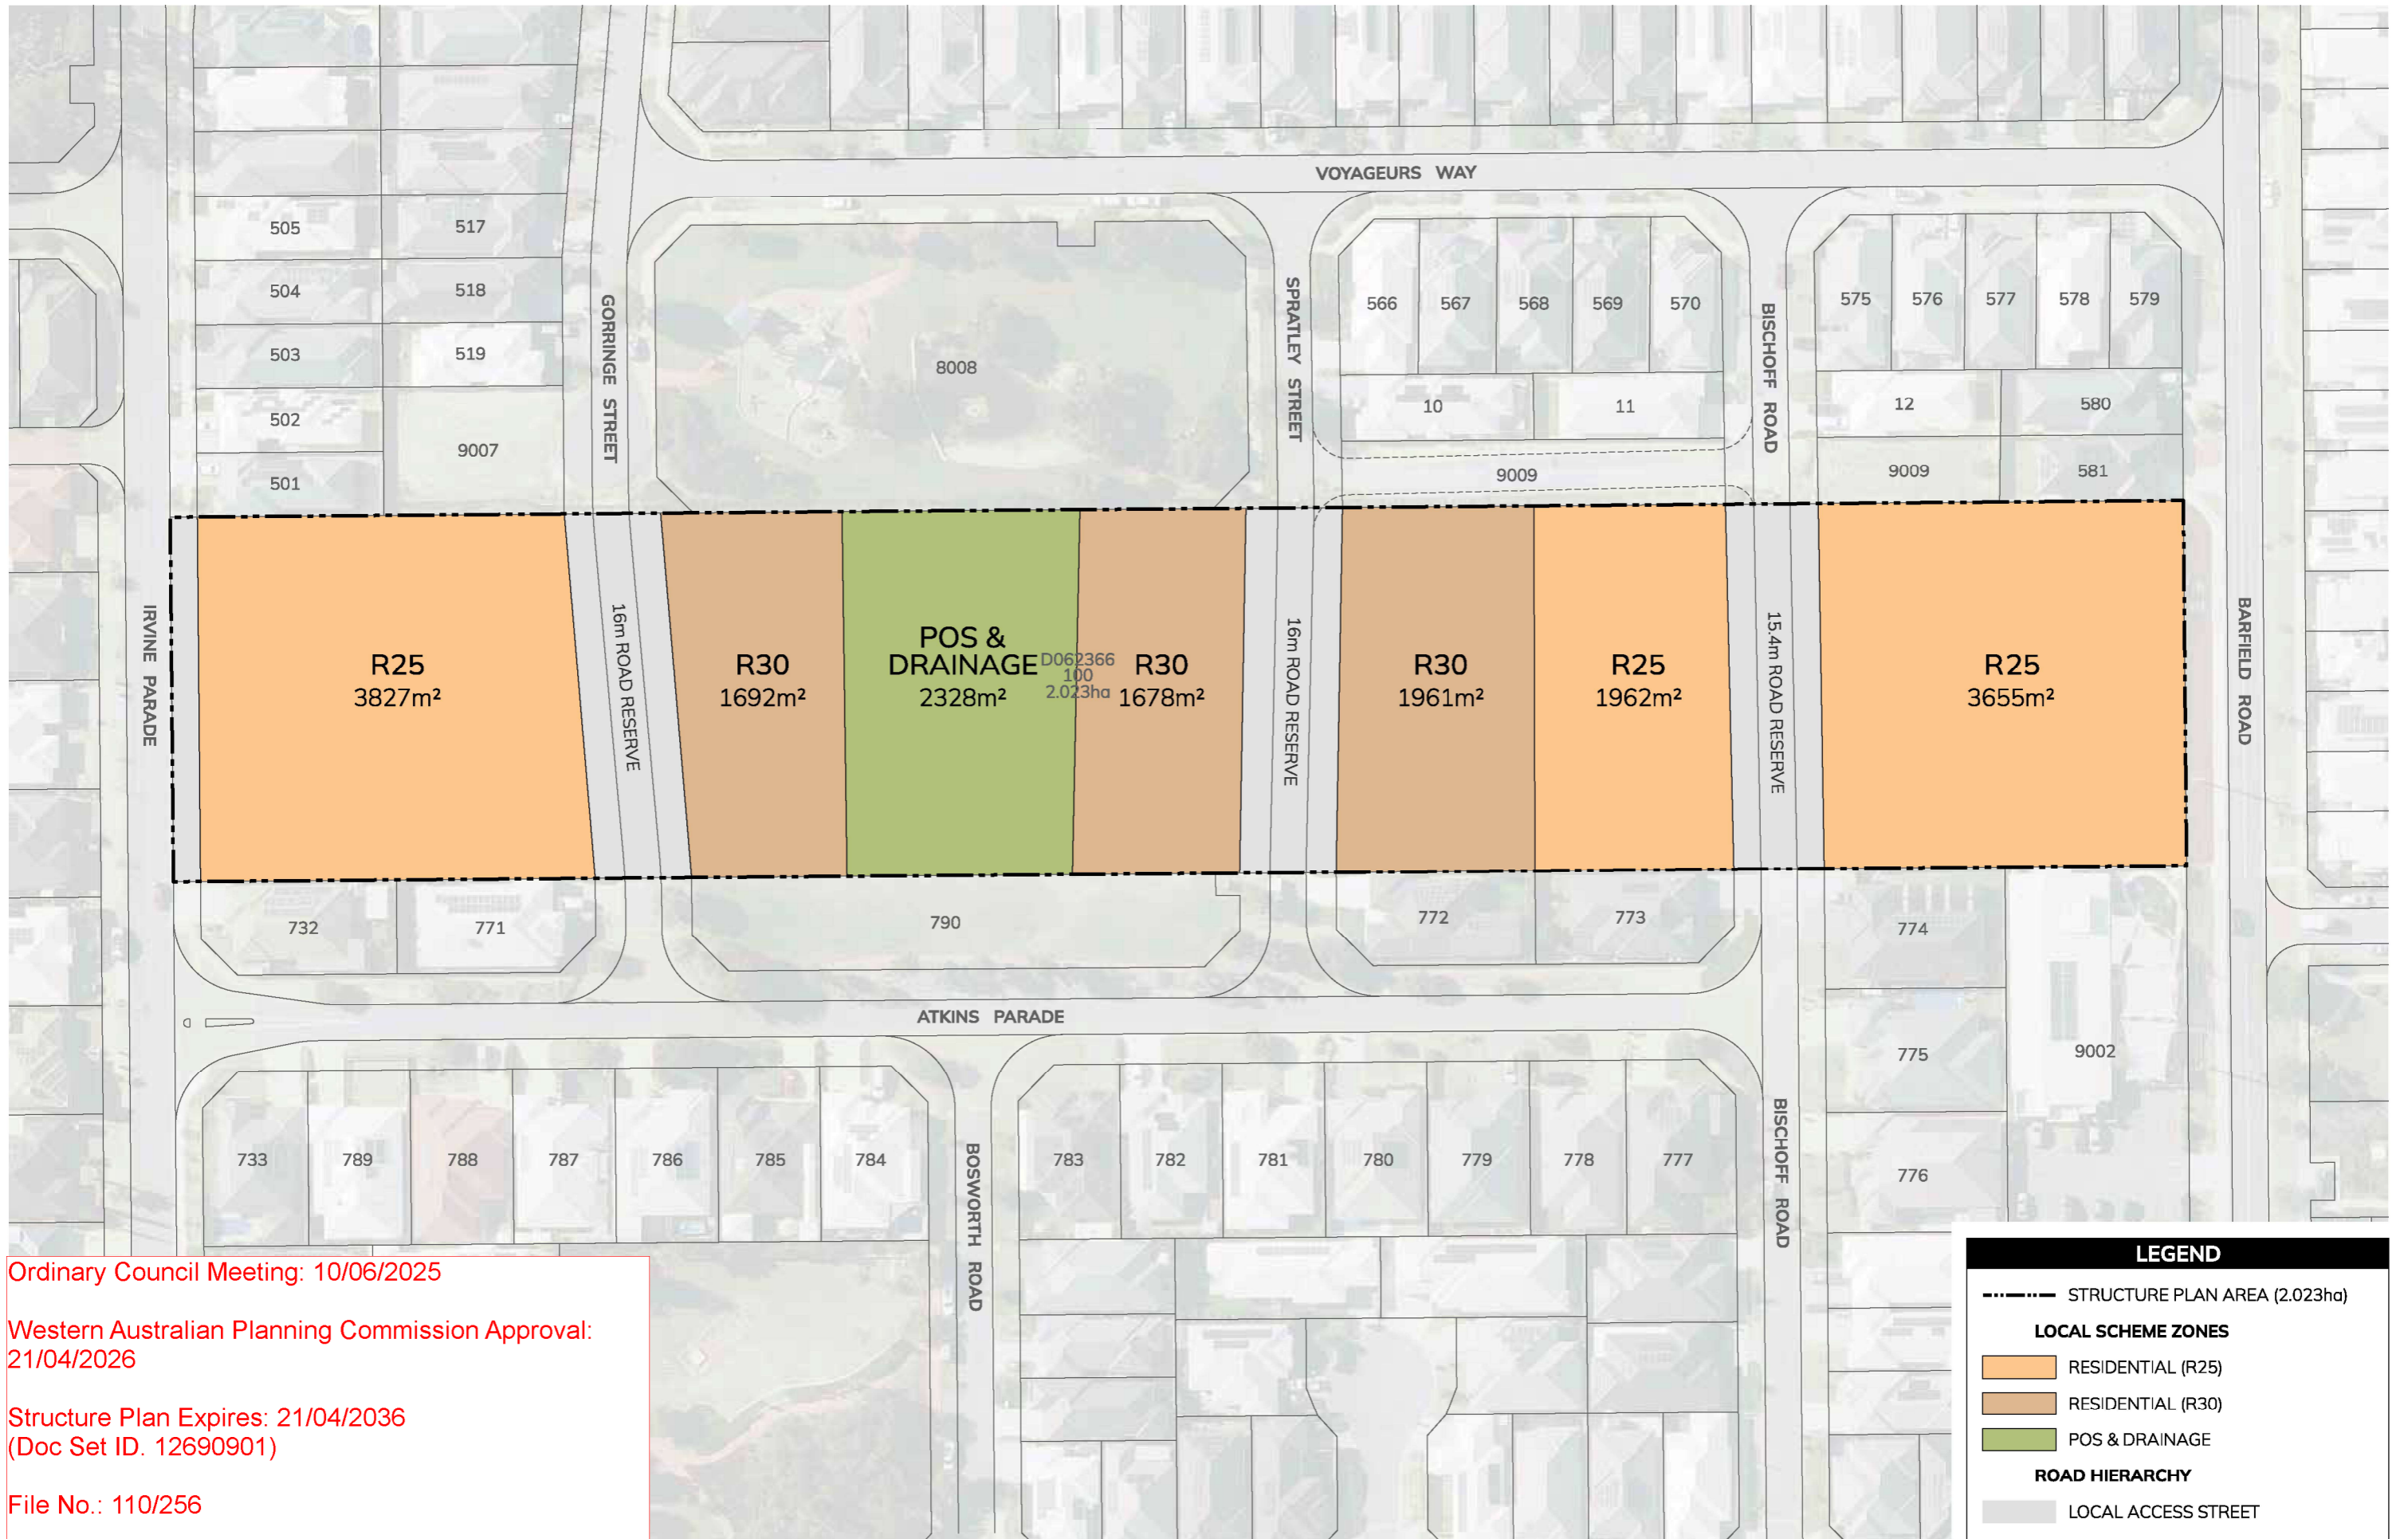 VOYAGEURS WAY
505
517
504
518
503
519
502
9007
501
GORRINGE STREET
8008
SPRATLEY STREET
566
567
568
569
570
10
11
9009
BISCHOFF ROAD
575
576
577
578
579
12
580
9009
581
IRVINE PARADE
R25
3827m²
16m ROAD RESERVE
R30
1692m²
POS &
DRAINAGE
2328m²
D062366
100
2.023ha
R30
1678m²
16m ROAD RESERVE
R30
1961m²
R25
1962m²
15.4m ROAD RESERVE
R25
3655m²
BARFIELD ROAD
732
771
790
772
773
774
ATKINS PARADE
775
9002
733
789
788
787
786
785
784
BOSWORTH ROAD
783
782
781
780
779
778
777
BISCHOFF ROAD
776
Ordinary Council Meeting: 10/06/2025
Western Australian Planning Commission Approval:
21/04/2026
Structure Plan Expires: 21/04/2036
(Doc Set ID. 12690901)
File No.: 110/256
LEGEND
STRUCTURE PLAN AREA (2.023ha)
LOCAL SCHEME ZONES
RESIDENTIAL (R25)
RESIDENTIAL (R30)
POS & DRAINAGE
ROAD HIERARCHY
LOCAL ACCESS STREET